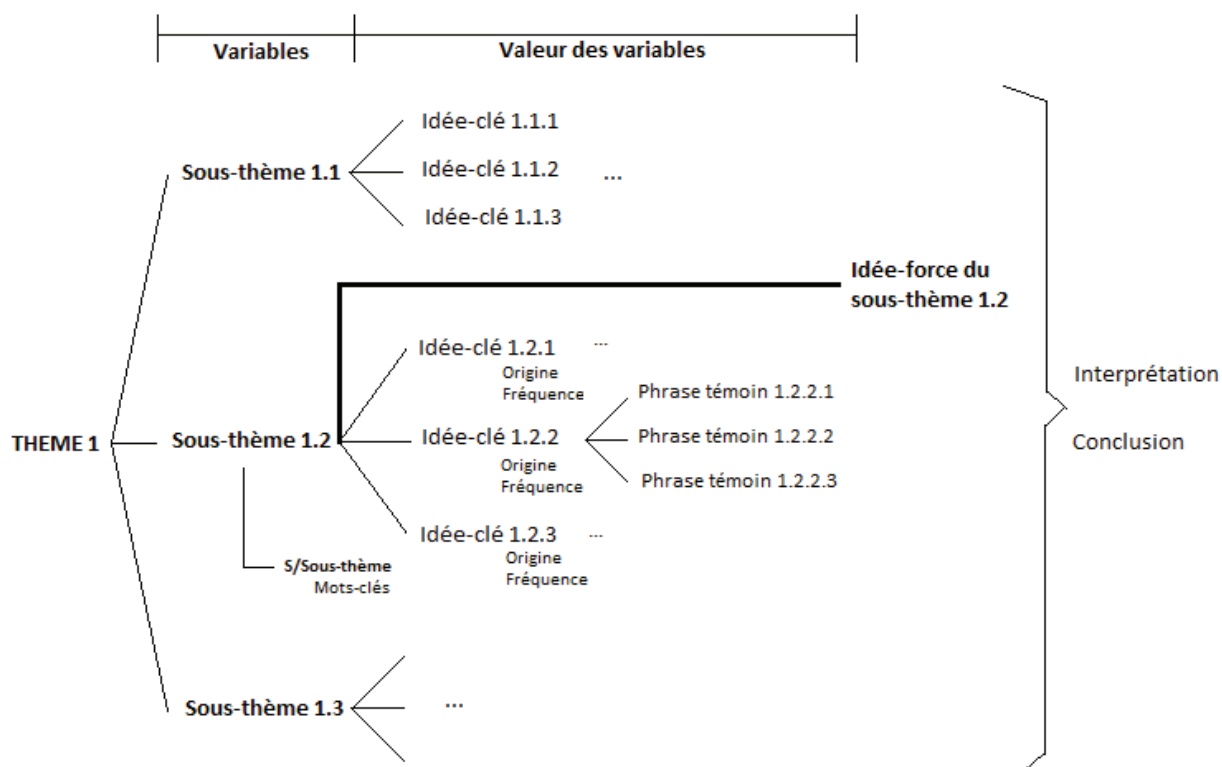 Variables
Valeur des variables
Idée-clé 1.1.1
Sous-thème 1.1
Idée-clé 1.1.2
...
Idée-clé 1.1.3
Idée-force du
sous-thème 1.2
Idée-clé 1.2.1
...
Origine
Fréquence
Phrase témoin 1.2.2.1
THEME 1
Sous-thème 1.2
Idée-clé 1.2.2
Origine
Fréquence
Phrase témoin 1.2.2.2
Phrase témoin 1.2.2.3
Idée-clé 1.2.3
...
Origine
Fréquence
S/Sous-thème
Mots-clés
Sous-thème 1.3
...
Interprétation
Conclusion